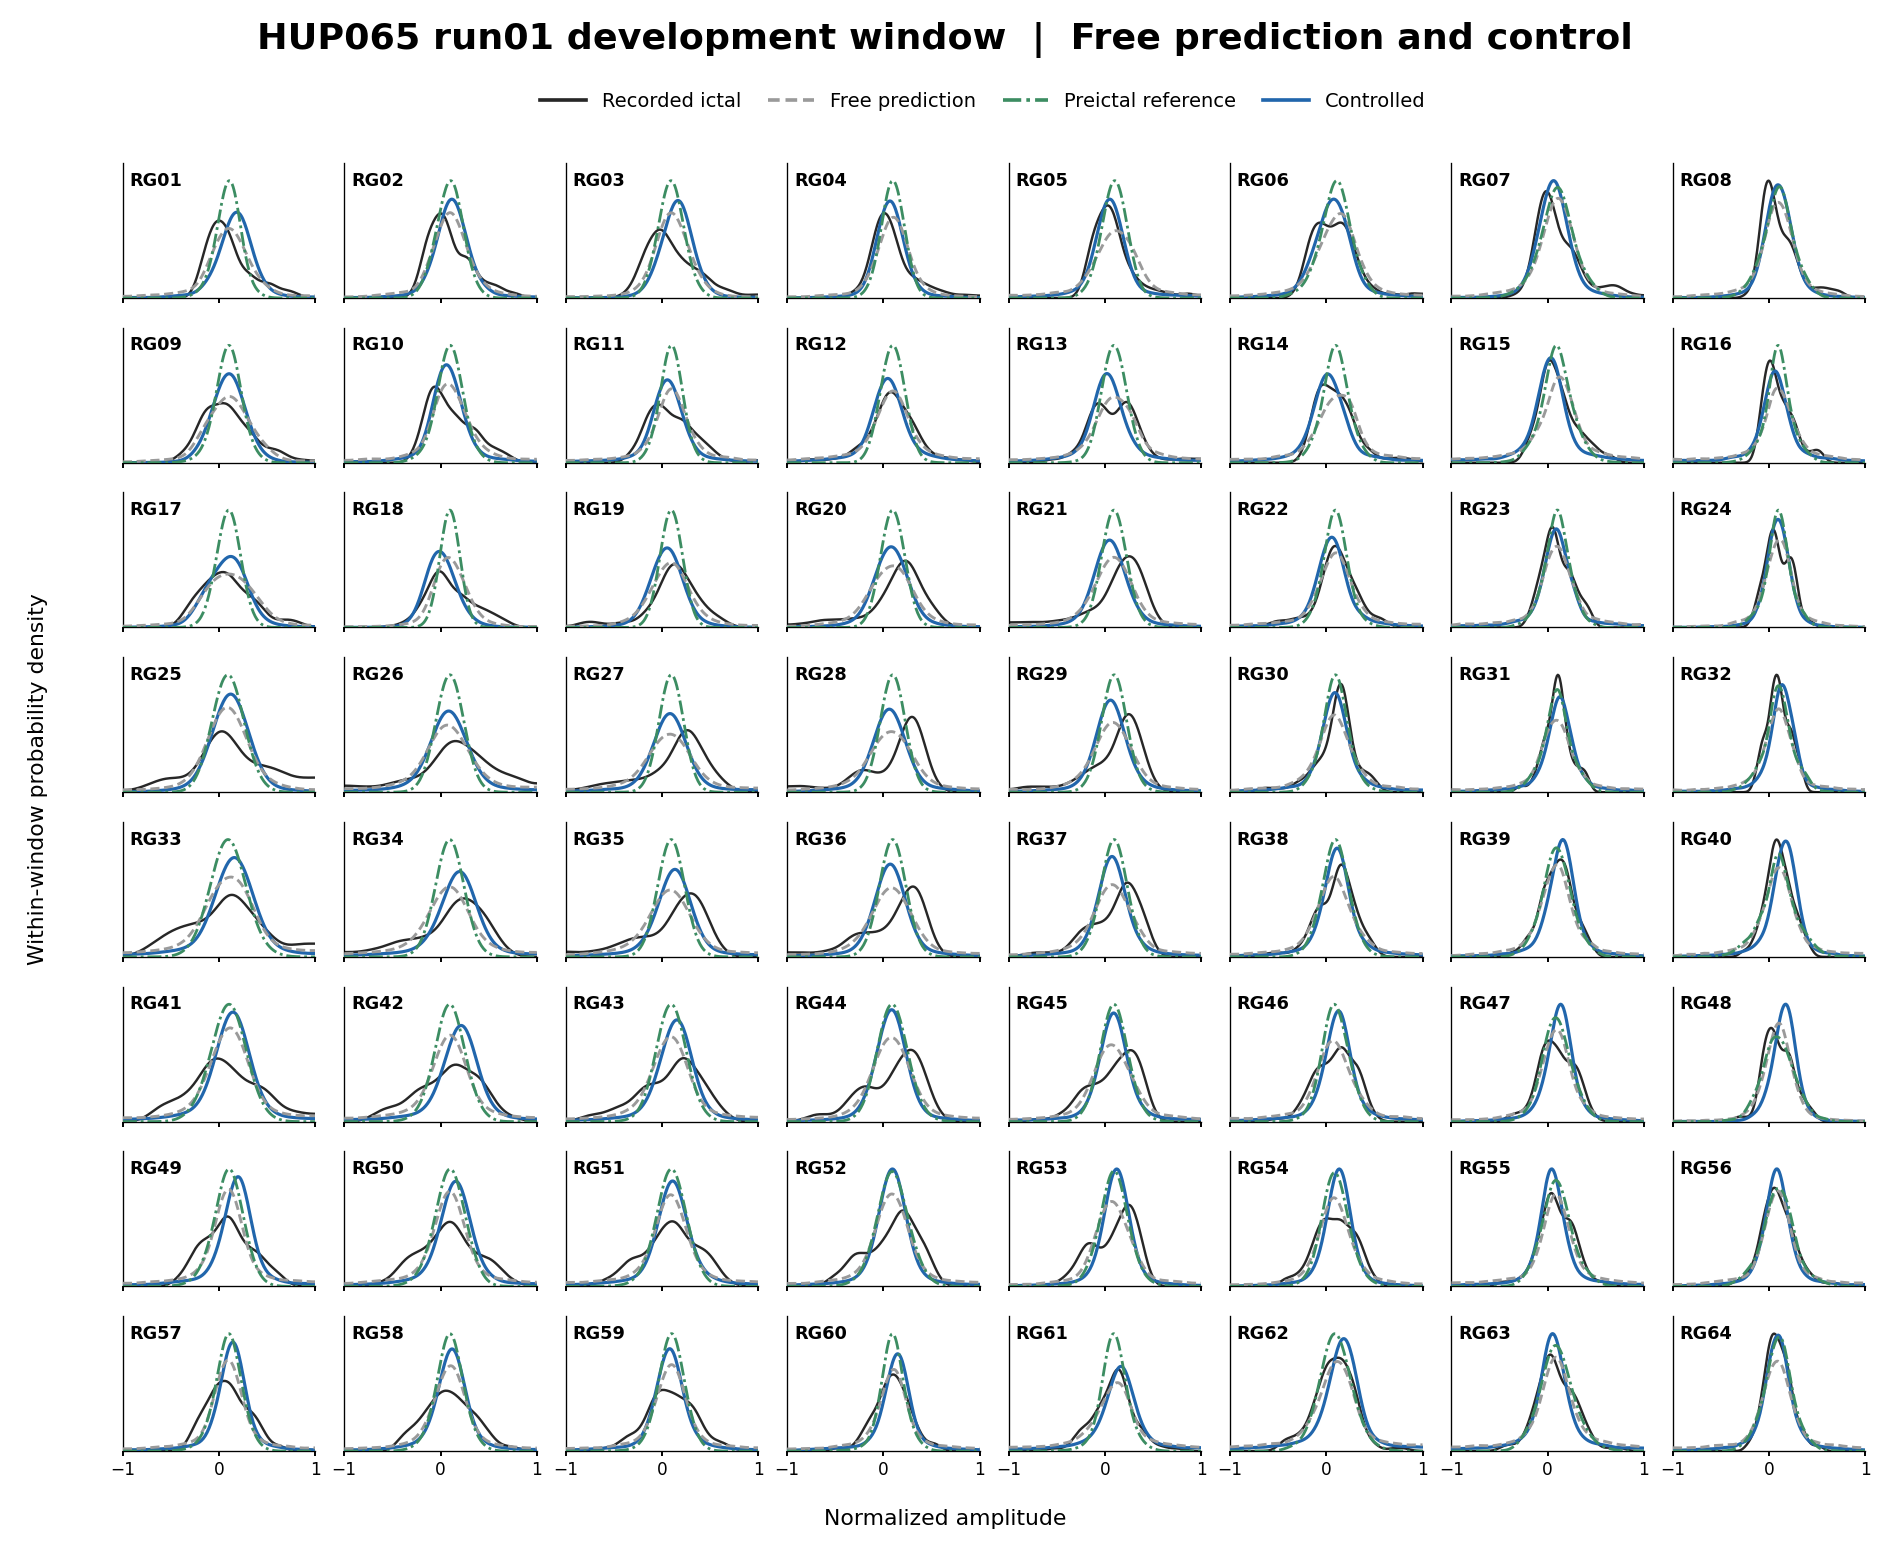 HUP065 run01 development window | Free prediction and control
Recorded ictal Free prediction Preictal reference Controlled
RG01 RG02 RG03 RG04 RG05 RG06 RG07 RG08
RG09 RG10 RG11 RG12 RG13 RG14 RG15 RG16
RG17 RG18 RG19 RG20 RG21 RG22 RG23 RG24
RG25 RG26 RG27 RG28 RG29 RG30 RG31 RG32
RG33 RG34 RG35 RG36 RG37 RG38 RG39 RG40
RG41 RG42 RG43 RG44 RG45 RG46 RG47 RG48
RG49 RG50 RG51 RG52 RG53 RG54 RG55 RG56
RG57 RG58 RG59 RG60 RG61 RG62 RG63 RG64
−1 0 1 −1 0 1 −1 0 1 −1 0 1 −1 0 1 −1 0 1 −1 0 1 −1 0 1
Within-window probability density
Normalized amplitude